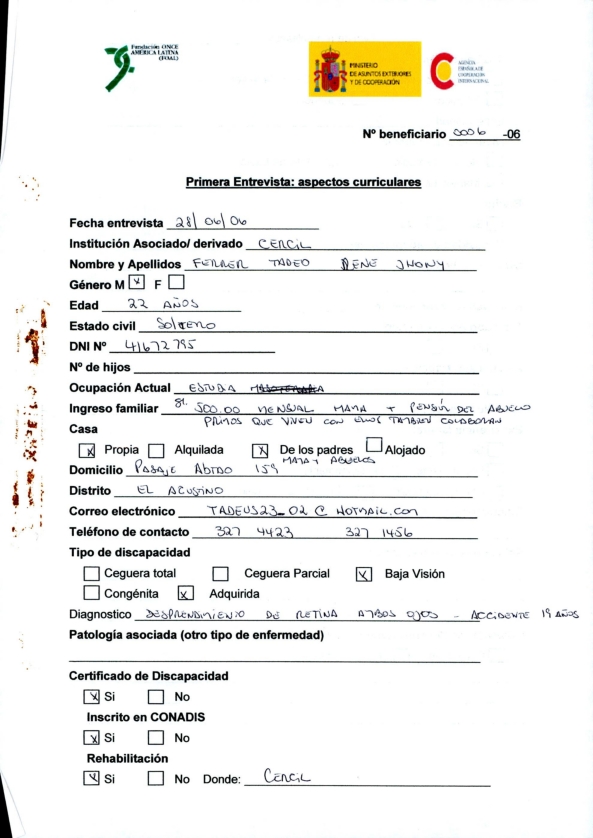 Fundación ONCE
AMÉRICA LATINA
(FOAL)
MINISTERIO
DE ASUNTOS EXTERIORES
Y DE COOPERACIÓN
AGENCIA
ESPAÑOLA DE
COOPERACIÓN
INTERNACIONAL
Nº beneficiario 0006 -06
Primera Entrevista: aspectos curriculares
Fecha entrevista 28/06/06
Institución Asociado/ derivado CERCIL
Nombre y Apellidos FERRER TADEO RENE JHONY
Género M x F
Edad 22 AÑOS
Estado civil SOLTERO
DNI Nº 41672795
Nº de hijos
Ocupación Actual ESTUDIA
Ingreso familiar S/. 500.00 MENSUAL MAMA + PENSIÓN DEL ABUELO
PRIMOS QUE VIVEN CON ELLOS TAMBIEN COLABORAN
Casa
x Propia Alquilada x De los padres Alojado
MAMA Y ABUELOS
Domicilio PASAJE ABTAO 159
Distrito EL AGUSTINO
Correo electrónico TADEUS23_02@HOTMAIL.COM
Teléfono de contacto 327 4423 327 1456
Tipo de discapacidad
Ceguera total Ceguera Parcial x Baja Visión
Congénita x Adquirida
Diagnostico DESPRENDIMIENTO DE RETINA AMBOS OJOS - ACCIDENTE 19 AÑOS
Patología asociada (otro tipo de enfermedad)
Certificado de Discapacidad
x Si No
Inscrito en CONADIS
x Si No
Rehabilitación
x Si No Donde: CERCIL